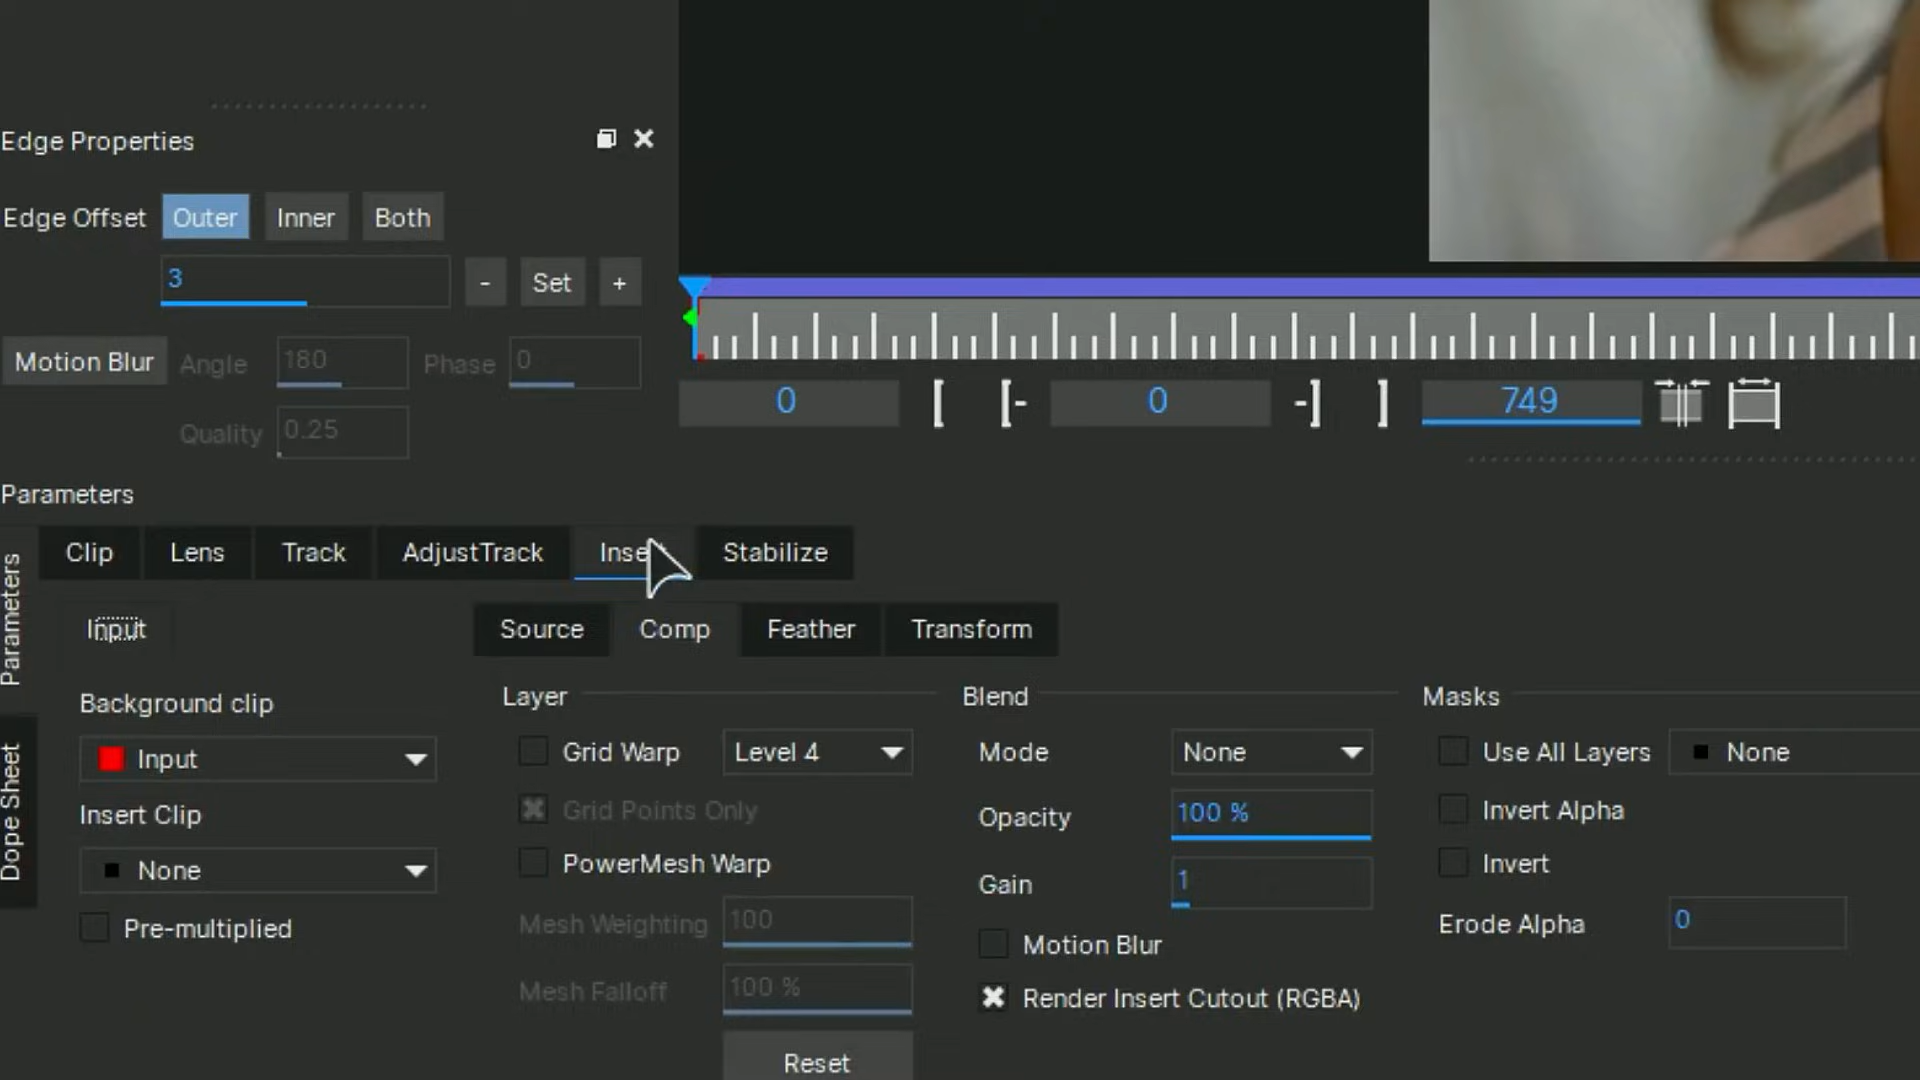 Edge Properties
Edge Offset Outer Inner Both
3 - Set +
Motion Blur Angle 180 Phase 0
Quality 0.25
0 [ [- 0 -] ] 749
Parameters
Parameters
Dope Sheet
Clip Lens Track AdjustTrack Inse Stabilize
Input
Source Comp Feather Transform
Background clip
Input
Insert Clip
None
Pre-multiplied
Layer
Grid Warp Level 4
Grid Points Only
PowerMesh Warp
Mesh Weighting 100
Mesh Falloff 100 %
Reset
Blend
Mode None
Opacity 100 %
Gain 1
Motion Blur
Render Insert Cutout (RGBA)
Masks
Use All Layers None
Invert Alpha
Invert
Erode Alpha 0